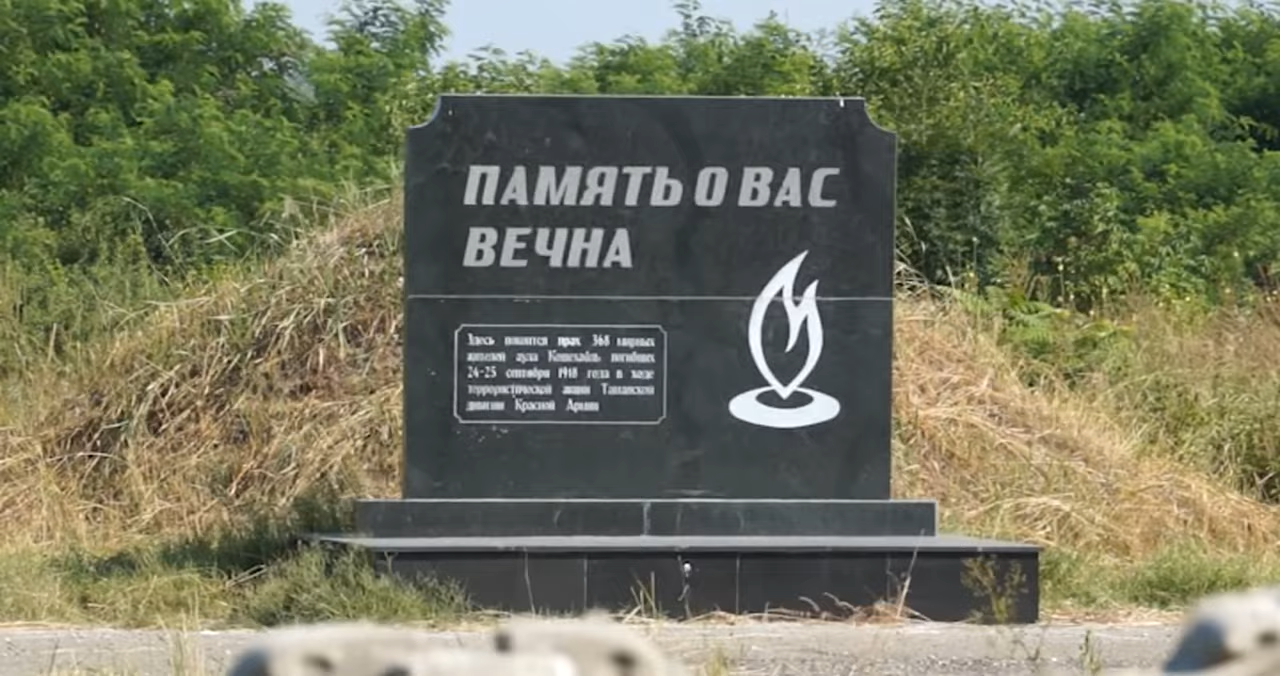 ПАМЯТЬ О ВАС
ВЕЧНА
Здесь покоится прах 368 мирных
жителей аула Кошехабль погибших
24-25 сентября 1918 года в ходе
террористической акции Таманской
дивизии Красной Армии